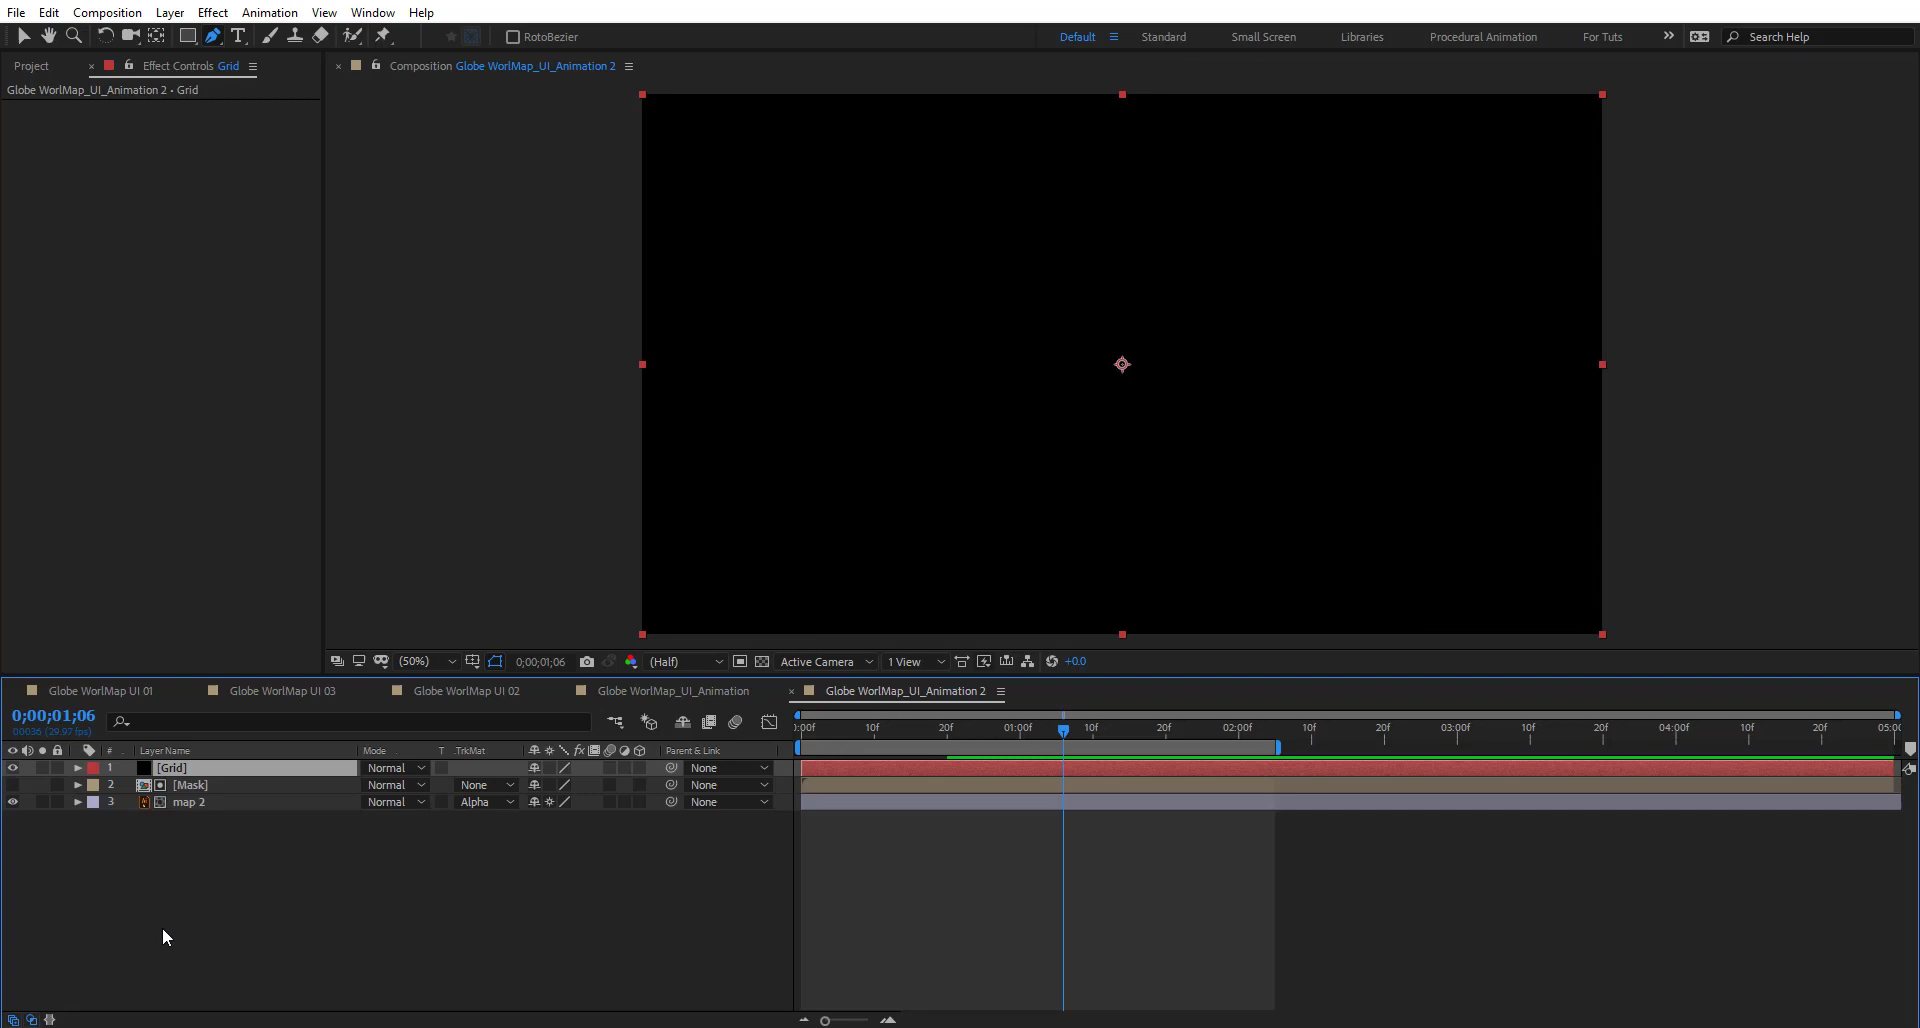 File Edit Composition Layer Effect Animation View Window Help
RotoBezier Default Standard Small Screen Libraries Procedural Animation For Tuts Search Help
Project Effect Controls Grid Composition Globe WorlMap_UI_Animation 2
Globe WorlMap_UI_Animation 2 • Grid
(50%) 0;00;01;06 (Half) Active Camera 1 View +0.0
Globe WorlMap UI 01 Globe WorlMap UI 03 Globe WorlMap UI 02 Globe WorlMap_UI_Animation Globe WorlMap_UI_Animation 2
0;00;01;06
00036 (29.97 fps)
):00f 10f 20f 01:00f 10f 20f 02:00f 10f 20f 03:00f 10f 20f 04:00f 10f 20f 05:00
# Layer Name Mode T .TrkMat fx Parent & Link
1 [Grid] Normal None
2 [Mask] Normal None None
3 map 2 Normal Alpha None